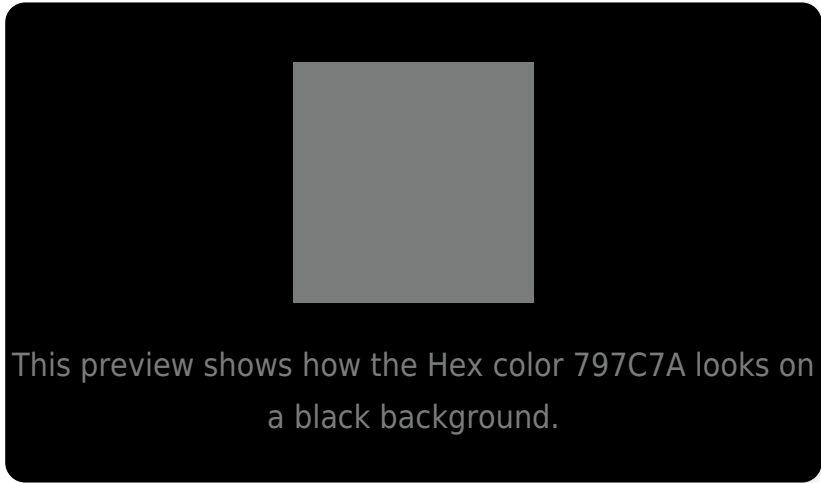 This preview shows how the Hex color 797C7A looks on
a black background.